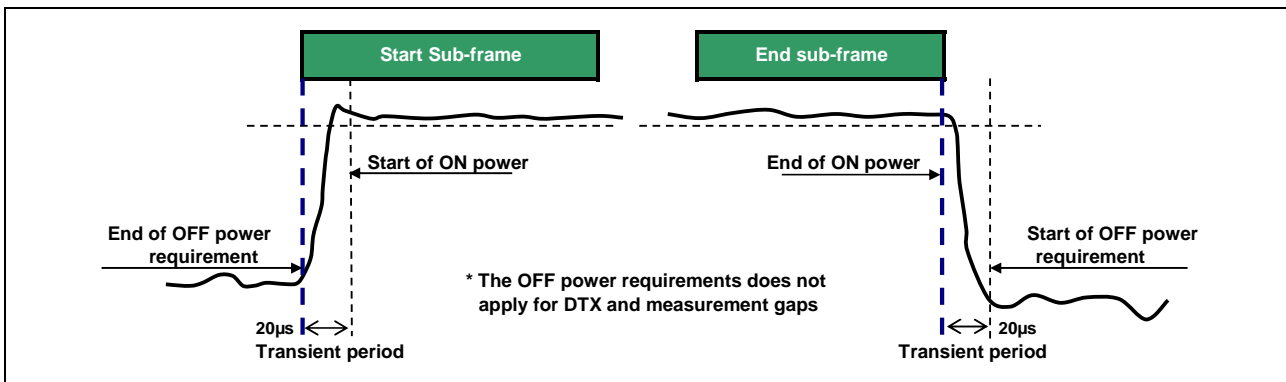 Start Sub-frame
End sub-frame
Start of ON power
End of ON power
End of OFF power
requirement
Start of OFF power
requirement
* The OFF power requirements does not
apply for DTX and measurement gaps
20µs
Transient period
20µs
Transient period